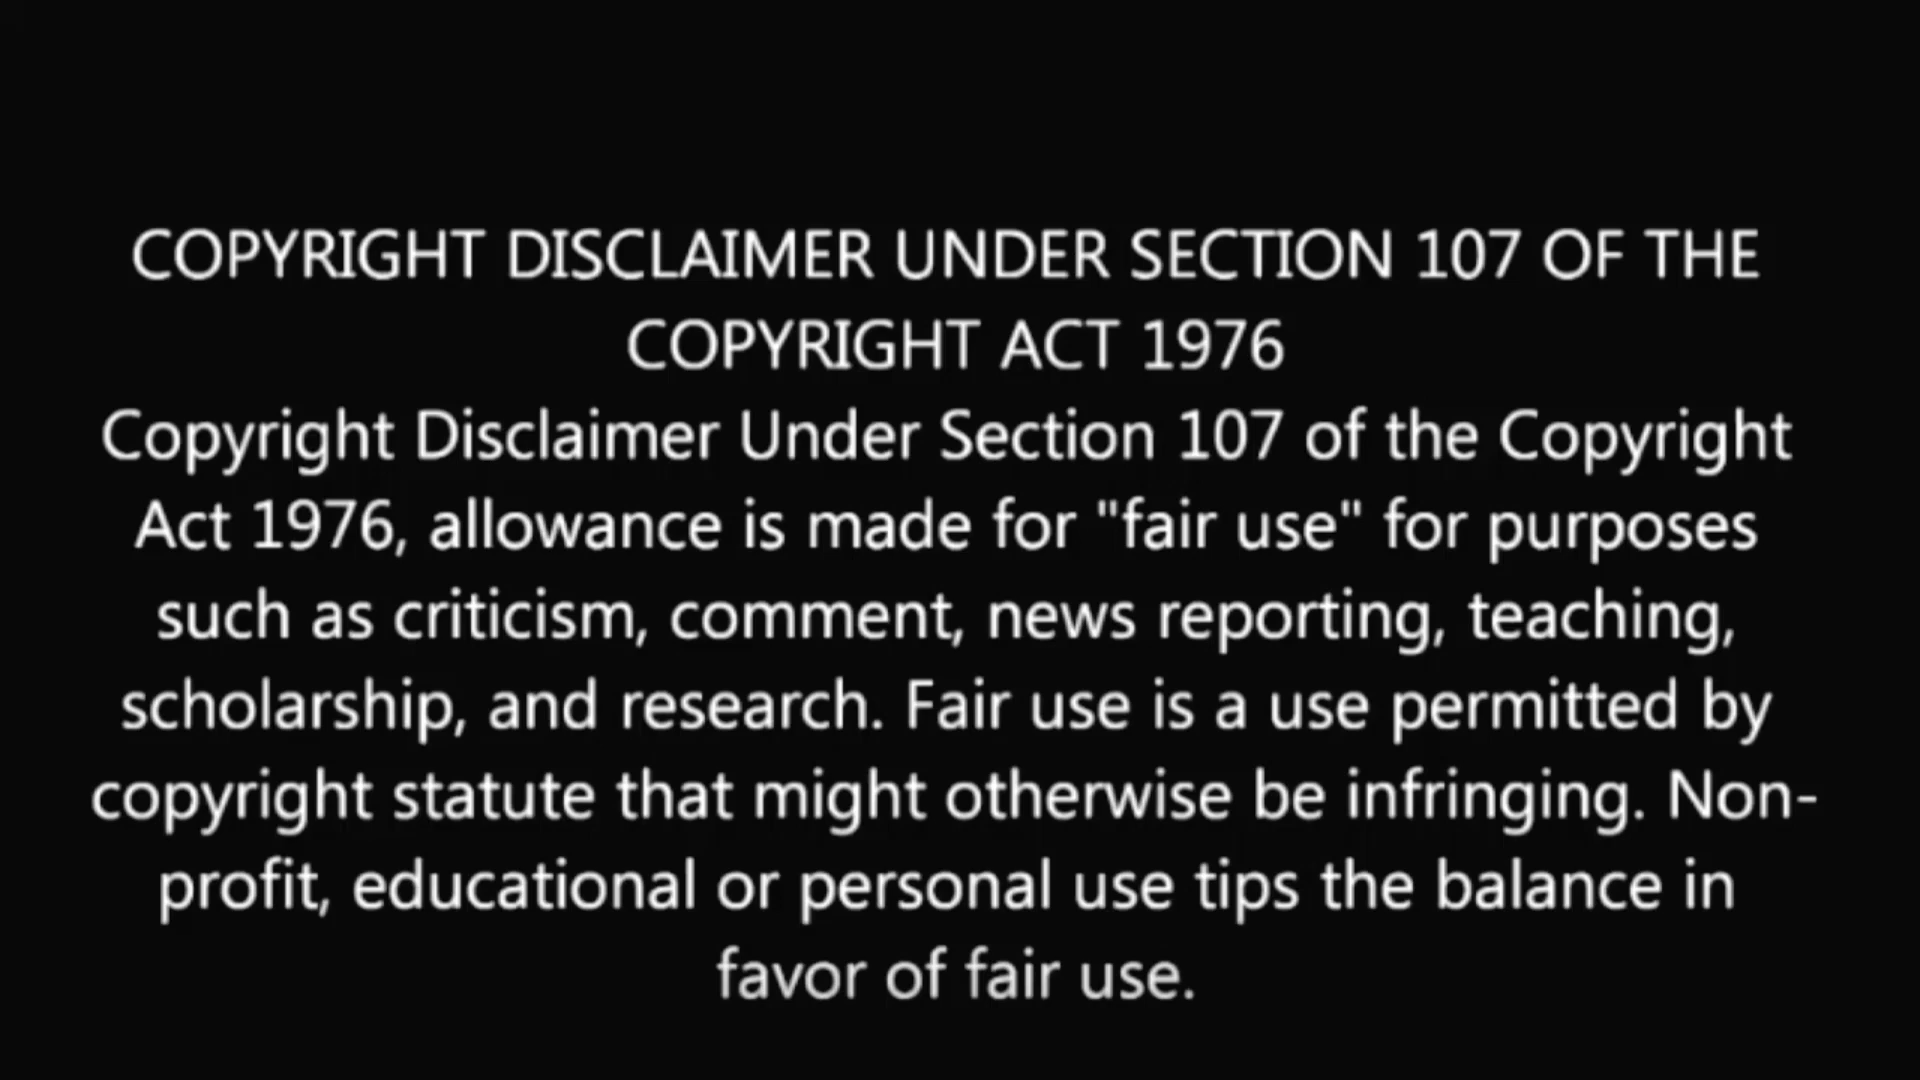 COPYRIGHT DISCLAIMER UNDER SECTION 107 OF THE
COPYRIGHT ACT 1976
Copyright Disclaimer Under Section 107 of the Copyright
Act 1976, allowance is made for "fair use" for purposes
such as criticism, comment, news reporting, teaching,
scholarship, and research. Fair use is a use permitted by
copyright statute that might otherwise be infringing. Non-
profit, educational or personal use tips the balance in
favor of fair use.